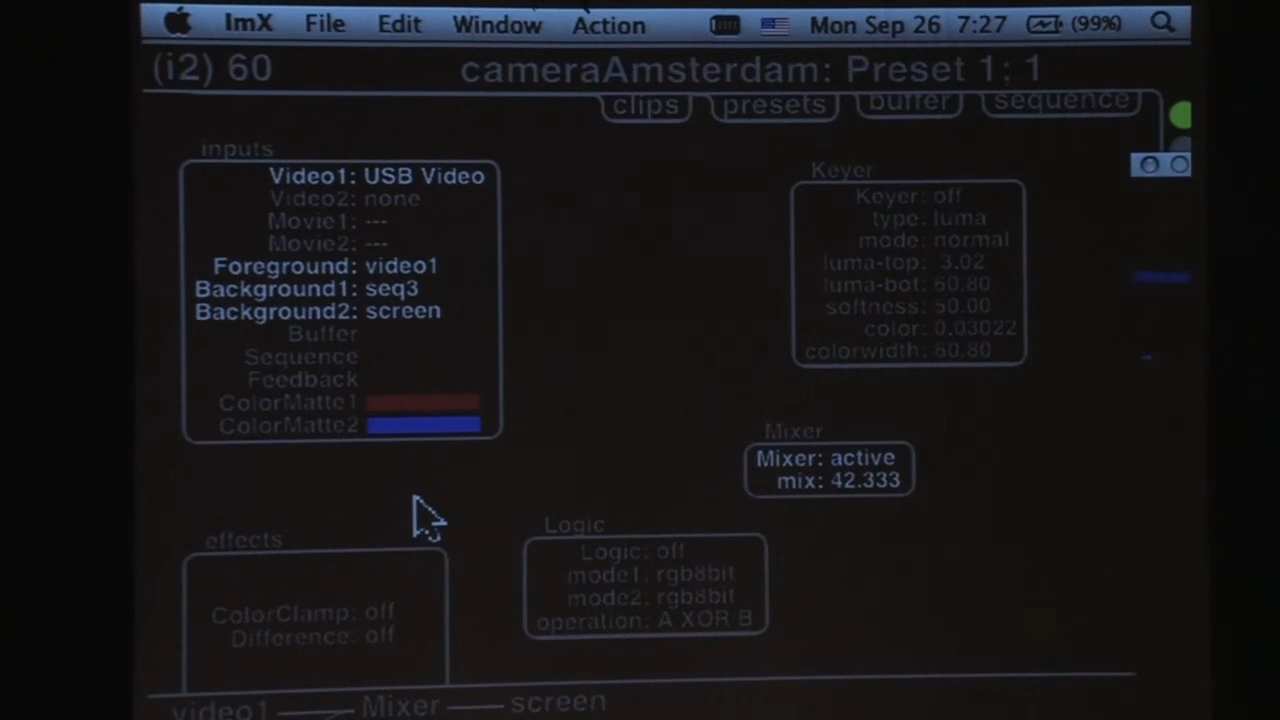 ImX File Edit Window Action Mon Sep 26 7:27 (99%)
(i2) 60 cameraAmsterdam: Preset 1; 1
clips presets buffer sequence
inputs
Video1: USB Video
Video2: none
Movie1: ---
Movie2: ---
Foreground: video1
Background1: seq3
Background2: screen
Buffer
Sequence
Feedback
ColorMatte1
ColorMatte2
Keyer
Keyer: off
type: luma
mode: normal
luma-top: 3.02
luma-bot: 60.80
softness: 50.00
color: 0.03022
colorwidth: 60.80
Mixer
Mixer: active
mix: 42.333
effects
ColorClamp: off
Difference: off
Logic
Logic: off
mode1: rgb8bit
mode2: rgb8bit
operation: A XOR B
video1 Mixer screen